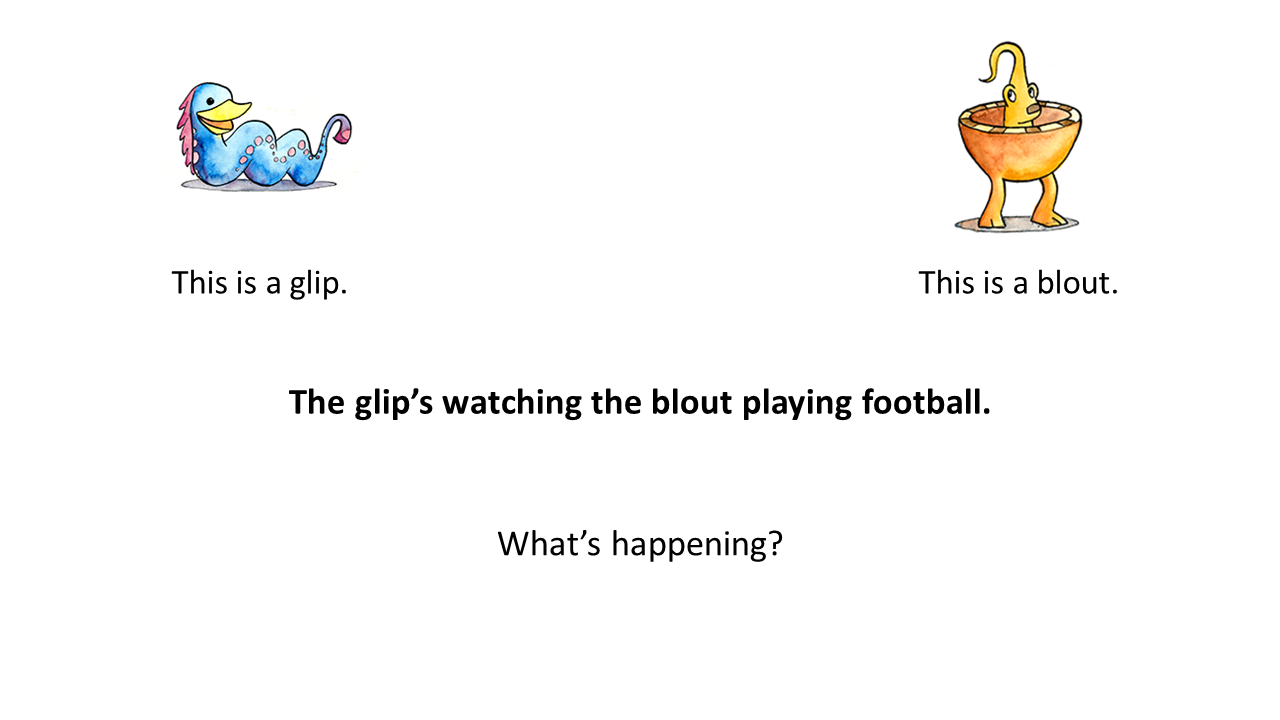 This is a glip.
This is a blout.
The glip’s watching the blout playing football.
What’s happening?